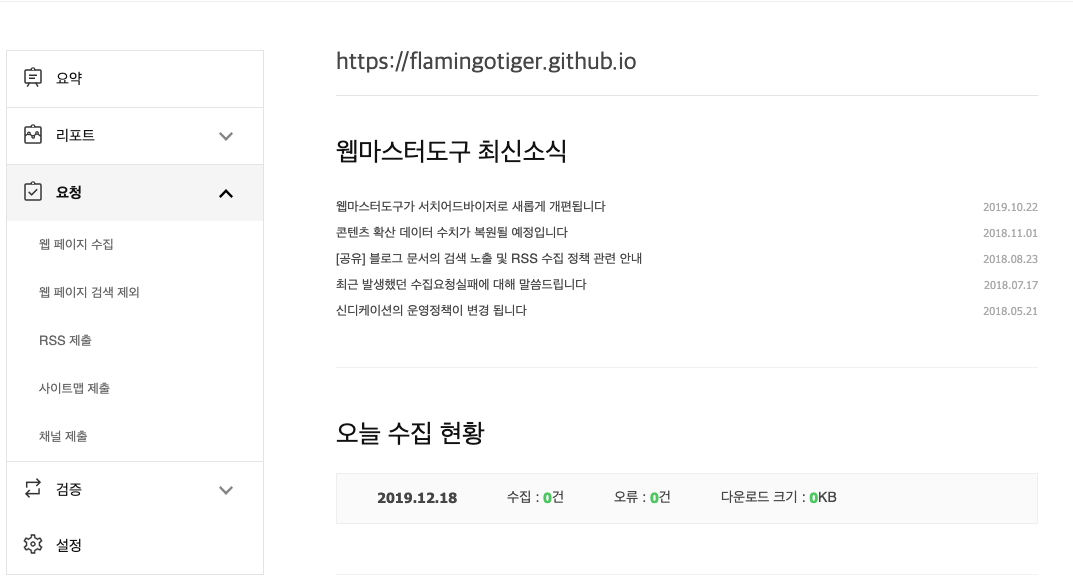 요약
리포트
요청
웹 페이지 수집
웹 페이지 검색 제외
RSS 제출
사이트맵 제출
채널 제출
검증
설정
https://flamingotiger.github.io
웹마스터도구 최신소식
웹마스터도구가 서치어드바이저로 새롭게 개편됩니다 2019.10.22
콘텐츠 확산 데이터 수치가 복원될 예정입니다 2018.11.01
[공유] 블로그 문서의 검색 노출 및 RSS 수집 정책 관련 안내 2018.08.23
최근 발생했던 수집요청실패에 대해 말씀드립니다 2018.07.17
신디케이션의 운영정책이 변경 됩니다 2018.05.21
오늘 수집 현황
2019.12.18 수집 : 0건 오류 : 0건 다운로드 크기 : 0KB